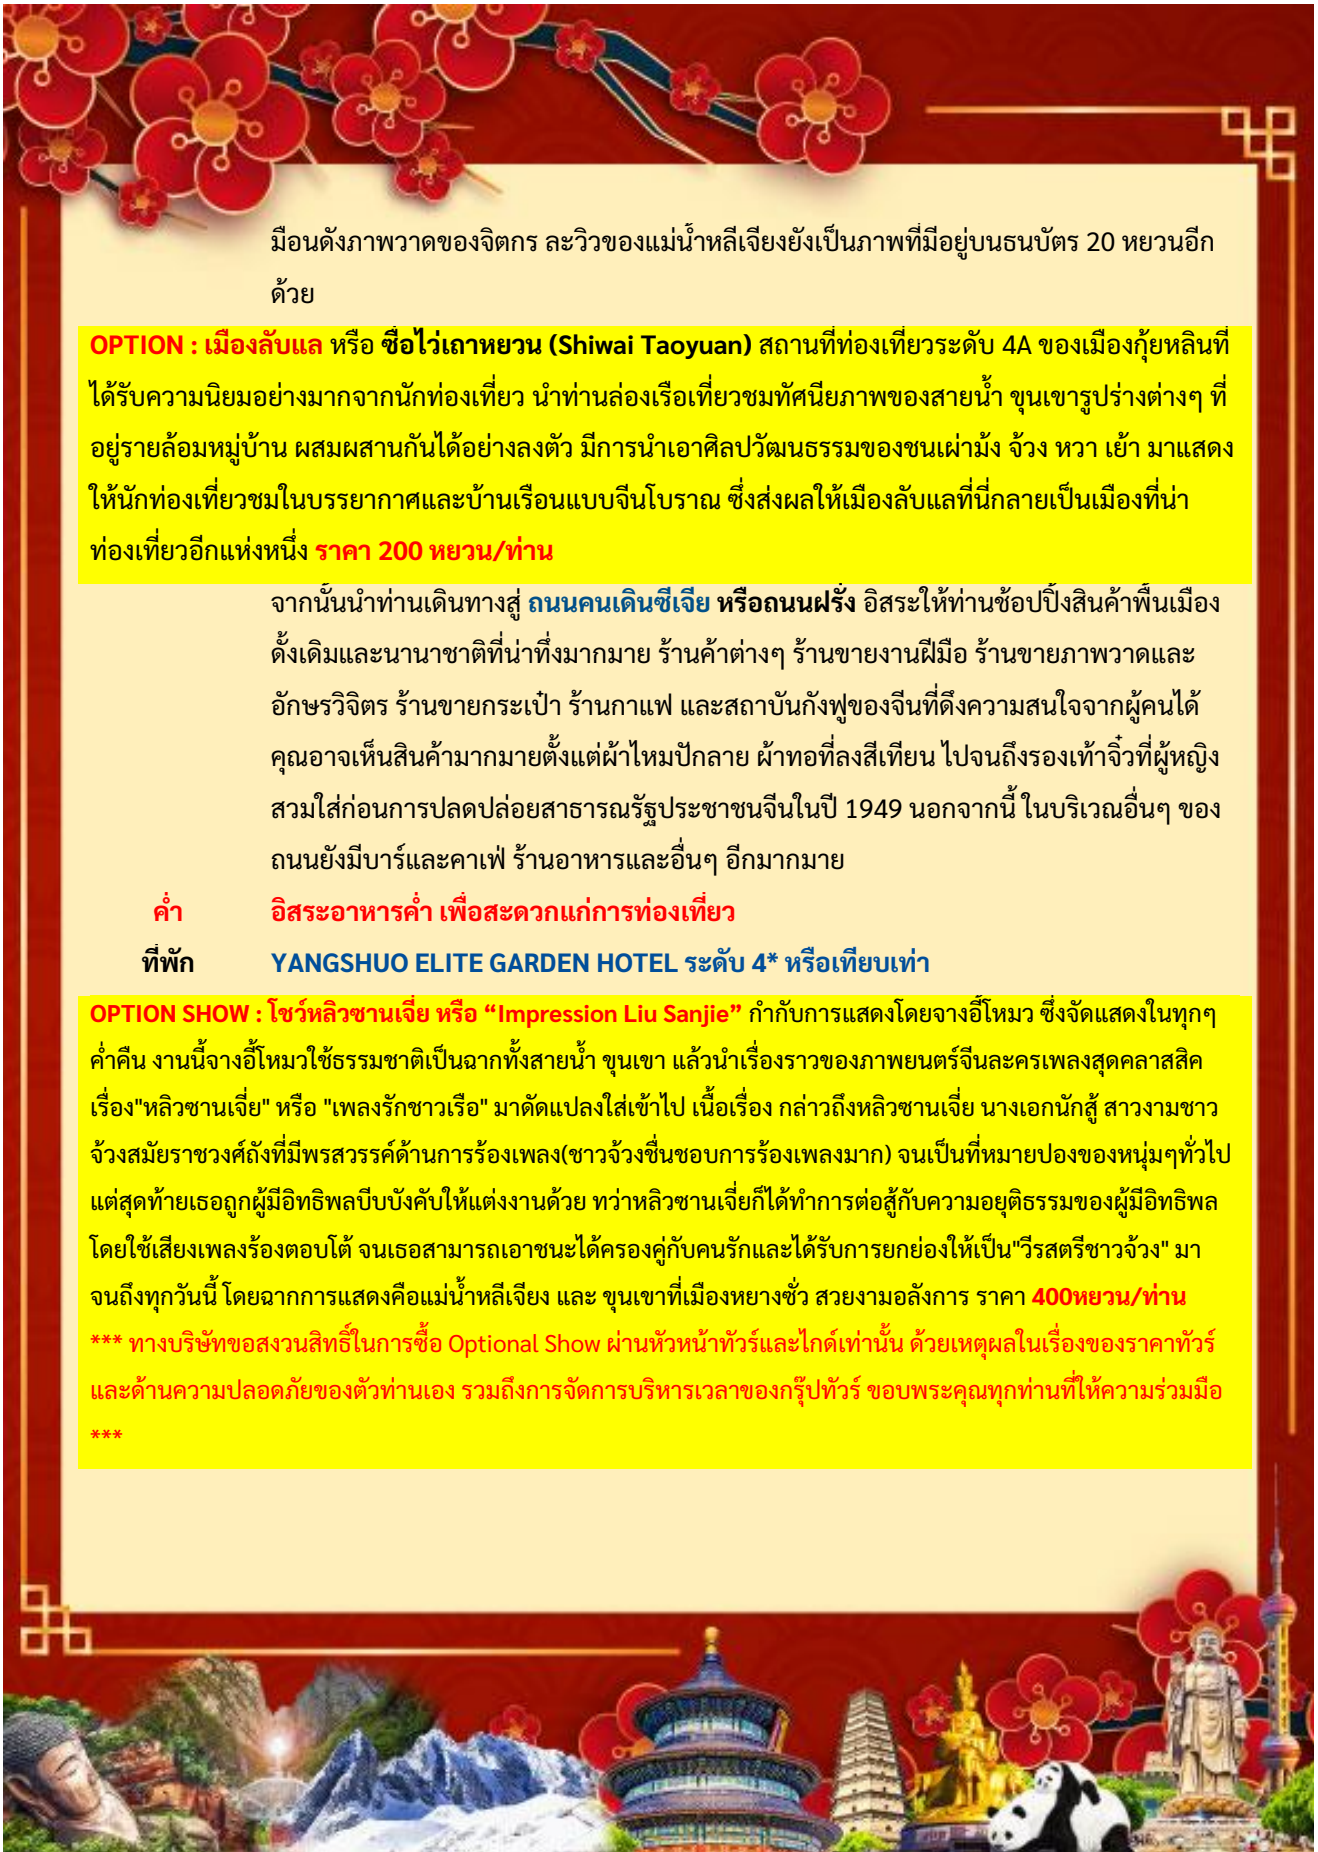 มือนดังภาพวาดของจิตกร ละวิวของแม่น้ำหลีเจียงยังเป็นภาพที่มีอยู่บนธนบัตร 20 หยวนอีก
ด้วย
OPTION : เมืองลับแล หรือ ซื่อไว่เถาหยวน (Shiwai Taoyuan) สถานที่ท่องเที่ยวระดับ 4A ของเมืองกุ้ยหลินที่
ได้รับความนิยมอย่างมากจากนักท่องเที่ยว นำท่านล่องเรือเที่ยวชมทัศนียภาพของสายน้ำ ขุนเขารูปร่างต่างๆ ที่
อยู่รายล้อมหมู่บ้าน ผสมผสานกันได้อย่างลงตัว มีการนำเอาศิลปวัฒนธรรมของชนเผ่าม้ง จ้วง หวา เย้า มาแสดง
ให้นักท่องเที่ยวชมในบรรยากาศและบ้านเรือนแบบจีนโบราณ ซึ่งส่งผลให้เมืองลับแลที่นี่กลายเป็นเมืองที่น่า
ท่องเที่ยวอีกแห่งหนึ่ง ราคา 200 หยวน/ท่าน
จากนั้นนำท่านเดินทางสู่ ถนนคนเดินซีเจีย หรือถนนฝรั่ง อิสระให้ท่านช้อปปิ้งสินค้าพื้นเมือง
ดั้งเดิมและนานาชาติที่น่าทึ่งมากมาย ร้านค้าต่างๆ ร้านขายงานฝีมือ ร้านขายภาพวาดและ
อักษรวิจิตร ร้านขายกระเป๋า ร้านกาแฟ และสถาบันกังฟูของจีนที่ดึงความสนใจจากผู้คนได้
คุณอาจเห็นสินค้ามากมายตั้งแต่ผ้าไหมปักลาย ผ้าทอที่ลงสีเทียน ไปจนถึงรองเท้าจิ๋วที่ผู้หญิง
สวมใส่ก่อนการปลดปล่อยสาธารณรัฐประชาชนจีนในปี 1949 นอกจากนี้ ในบริเวณอื่นๆ ของ
ถนนยังมีบาร์และคาเฟ่ ร้านอาหารและอื่นๆ อีกมากมาย
ค่ำ อิสระอาหารค่ำ เพื่อสะดวกแก่การท่องเที่ยว
ที่พัก YANGSHUO ELITE GARDEN HOTEL ระดับ 4* หรือเทียบเท่า
OPTION SHOW : โชว์หลิวซานเจี่ย หรือ “Impression Liu Sanjie” กำกับการแสดงโดยจางอี้โหมว ซึ่งจัดแสดงในทุกๆ
ค่ำคืน งานนี้จางอี้โหมวใช้ธรรมชาติเป็นฉากทั้งสายน้ำ ขุนเขา แล้วนำเรื่องราวของภาพยนตร์จีนละครเพลงสุดคลาสสิค
เรื่อง"หลิวซานเจี่ย" หรือ "เพลงรักชาวเรือ" มาดัดแปลงใส่เข้าไป เนื้อเรื่อง กล่าวถึงหลิวซานเจี่ย นางเอกนักสู้ สาวงามชาว
จ้วงสมัยราชวงศ์ถังที่มีพรสวรรค์ด้านการร้องเพลง(ชาวจ้วงชื่นชอบการร้องเพลงมาก) จนเป็นที่หมายปองของหนุ่มๆทั่วไป
แต่สุดท้ายเธอถูกผู้มีอิทธิพลบีบบังคับให้แต่งงานด้วย ทว่าหลิวซานเจี่ยก็ได้ทำการต่อสู้กับความอยุติธรรมของผู้มีอิทธิพล
โดยใช้เสียงเพลงร้องตอบโต้ จนเธอสามารถเอาชนะได้ครองคู่กับคนรักและได้รับการยกย่องให้เป็น"วีรสตรีชาวจ้วง" มา
จนถึงทุกวันนี้ โดยฉากการแสดงคือแม่น้ำหลีเจียง และ ขุนเขาที่เมืองหยางซั่ว สวยงามอลังการ ราคา 400หยวน/ท่าน
*** ทางบริษัทขอสงวนสิทธิ์ในการซื้อ Optional Show ผ่านหัวหน้าทัวร์และไกด์เท่านั้น ด้วยเหตุผลในเรื่องของราคาทัวร์
และด้านความปลอดภัยของตัวท่านเอง รวมถึงการจัดการบริหารเวลาของกรุ๊ปทัวร์ ขอบพระคุณทุกท่านที่ให้ความร่วมมือ
***